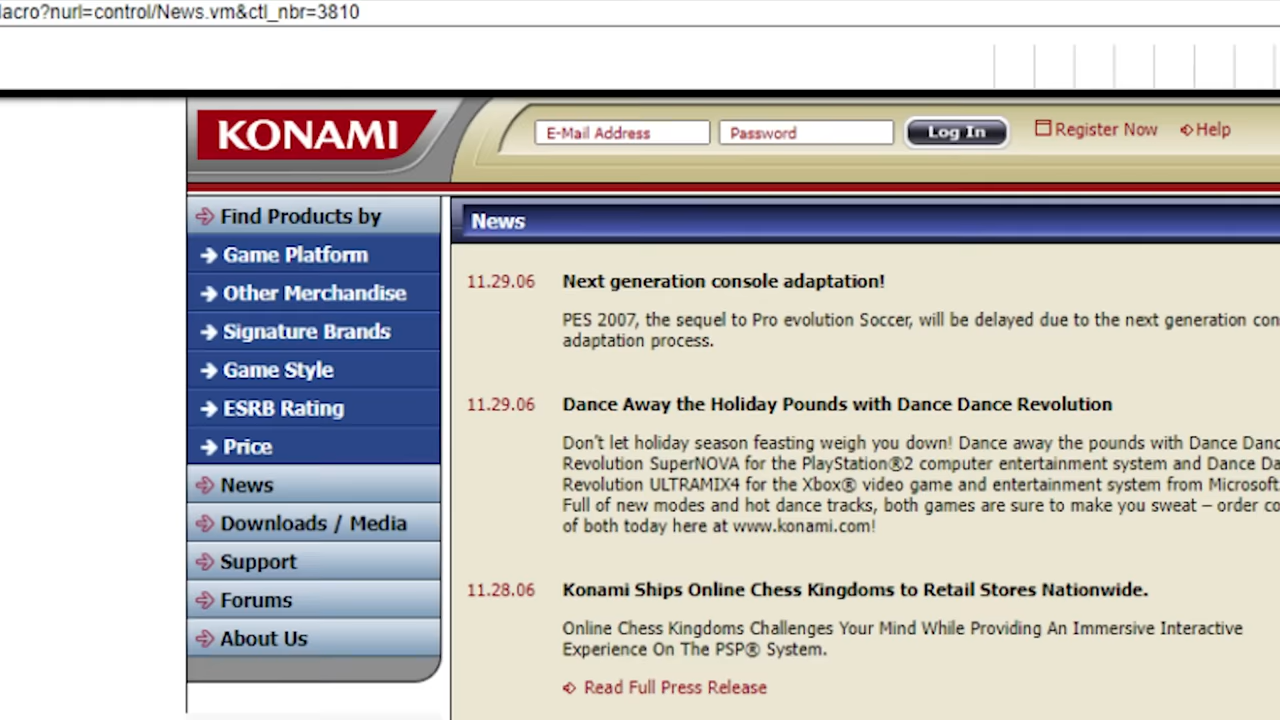 lacro?nurl=control/News.vm&ctl_nbr=3810
KONAMI
E-Mail Address
Password
Log In
Register Now
Help
Find Products by
Game Platform
Other Merchandise
Signature Brands
Game Style
ESRB Rating
Price
News
Downloads / Media
Support
Forums
About Us
News
11.29.06 Next generation console adaptation!
PES 2007, the sequel to Pro evolution Soccer, will be delayed due to the next generation con
adaptation process.
11.29.06 Dance Away the Holiday Pounds with Dance Dance Revolution
Don't let holiday season feasting weigh you down! Dance away the pounds with Dance Danc
Revolution SuperNOVA for the PlayStation®2 computer entertainment system and Dance Da
Revolution ULTRAMIX4 for the Xbox® video game and entertainment system from Microsoft.
Full of new modes and hot dance tracks, both games are sure to make you sweat – order co
of both today here at www.konami.com!
11.28.06 Konami Ships Online Chess Kingdoms to Retail Stores Nationwide.
Online Chess Kingdoms Challenges Your Mind While Providing An Immersive Interactive
Experience On The PSP® System.
Read Full Press Release